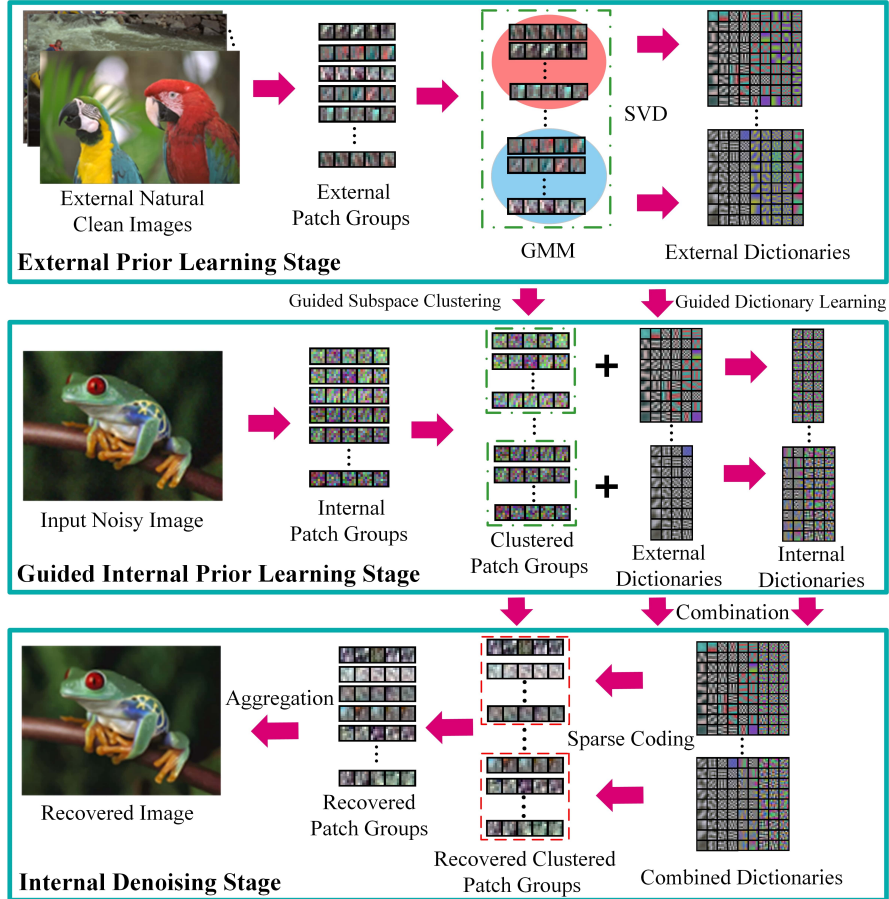 SVD
External Natural
Clean Images
External
Patch Groups
GMM
External Dictionaries
External Prior Learning Stage
Guided Subspace Clustering
Guided Dictionary Learning
+
+
Input Noisy Image
Internal
Patch Groups
Clustered
Patch Groups
External
Dictionaries
Internal
Dictionaries
Guided Internal Prior Learning Stage
Combination
Aggregation
Sparse Coding
Recovered Image
Recovered
Patch Groups
Recovered Clustered
Patch Groups
Combined Dictionaries
Internal Denoising Stage